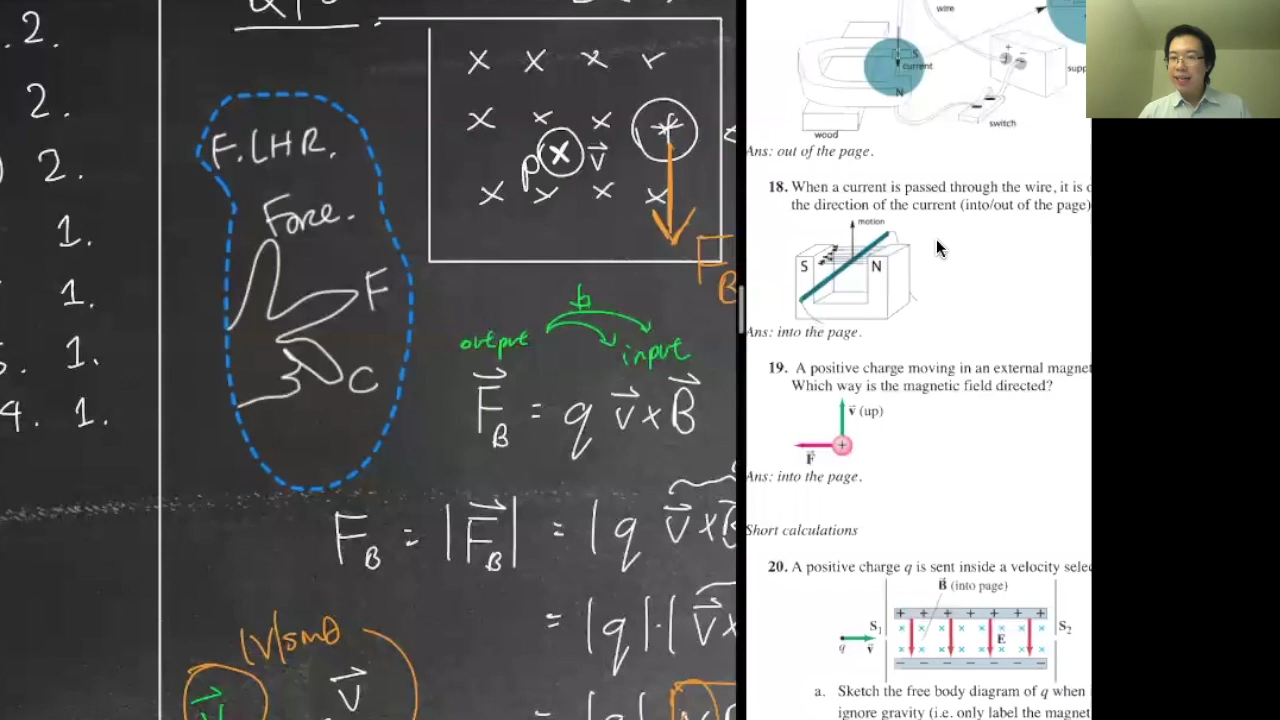 .2.
2.
2.
1.
1.
1.
4. 1.
F.LHR.
Force.
F
C
x x x
x x x
x x x x
P x v
F
B
b
output
input
F B = q v x B
F B = |F B| = |q v x B
= |q|·| v x
|v| sinθ
v
v
wire
S
current
N
+ −
supp
switch
wood
Ans: out of the page.
18. When a current is passed through the wire, it is
the direction of the current (into/out of the page)
motion
S N
Ans: into the page.
19. A positive charge moving in an external magnet
Which way is the magnetic field directed?
v (up)
+
F
Ans: into the page.
Short calculations
20. A positive charge q is sent inside a velocity sele
B (into page)
+ + + + + +
S1 S2
E
q v
− − − − − −
a. Sketch the free body diagram of q when
ignore gravity (i.e. only label the magnet